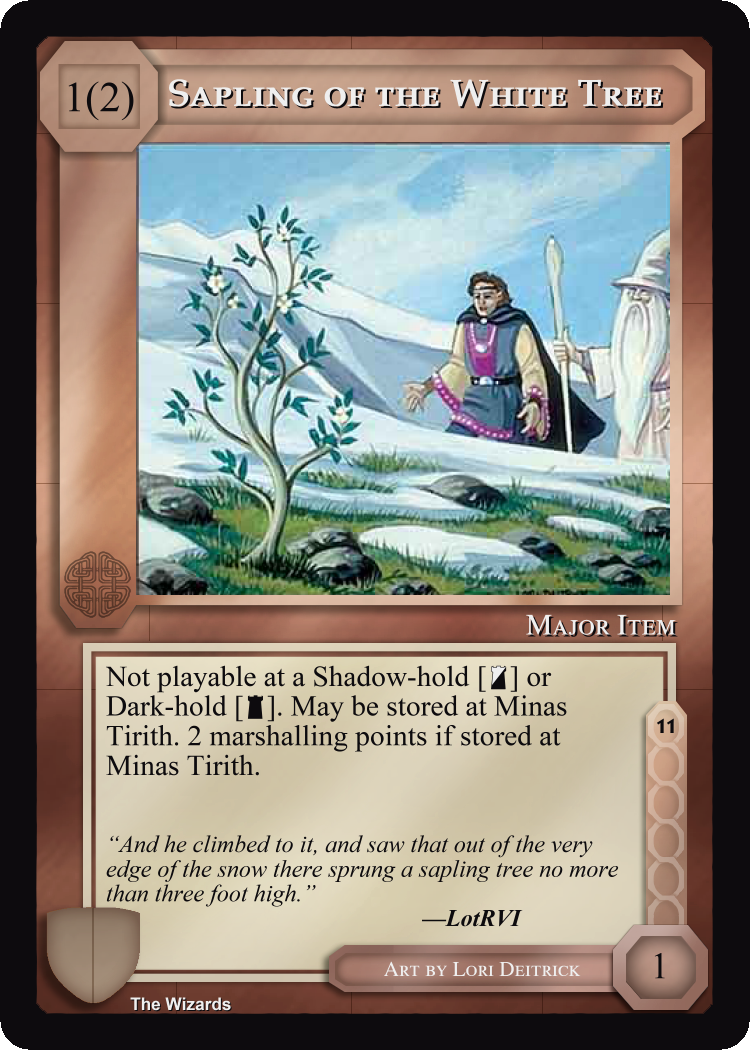 1(2)
Sapling of the White Tree
Major Item
Not playable at a Shadow-hold [] or
Dark-hold []. May be stored at Minas
Tirith. 2 marshalling points if stored at
Minas Tirith.
11
“And he climbed to it, and saw that out of the very
edge of the snow there sprung a sapling tree no more
than three foot high.”
—LotRVI
Art by Lori Deitrick
1
The Wizards